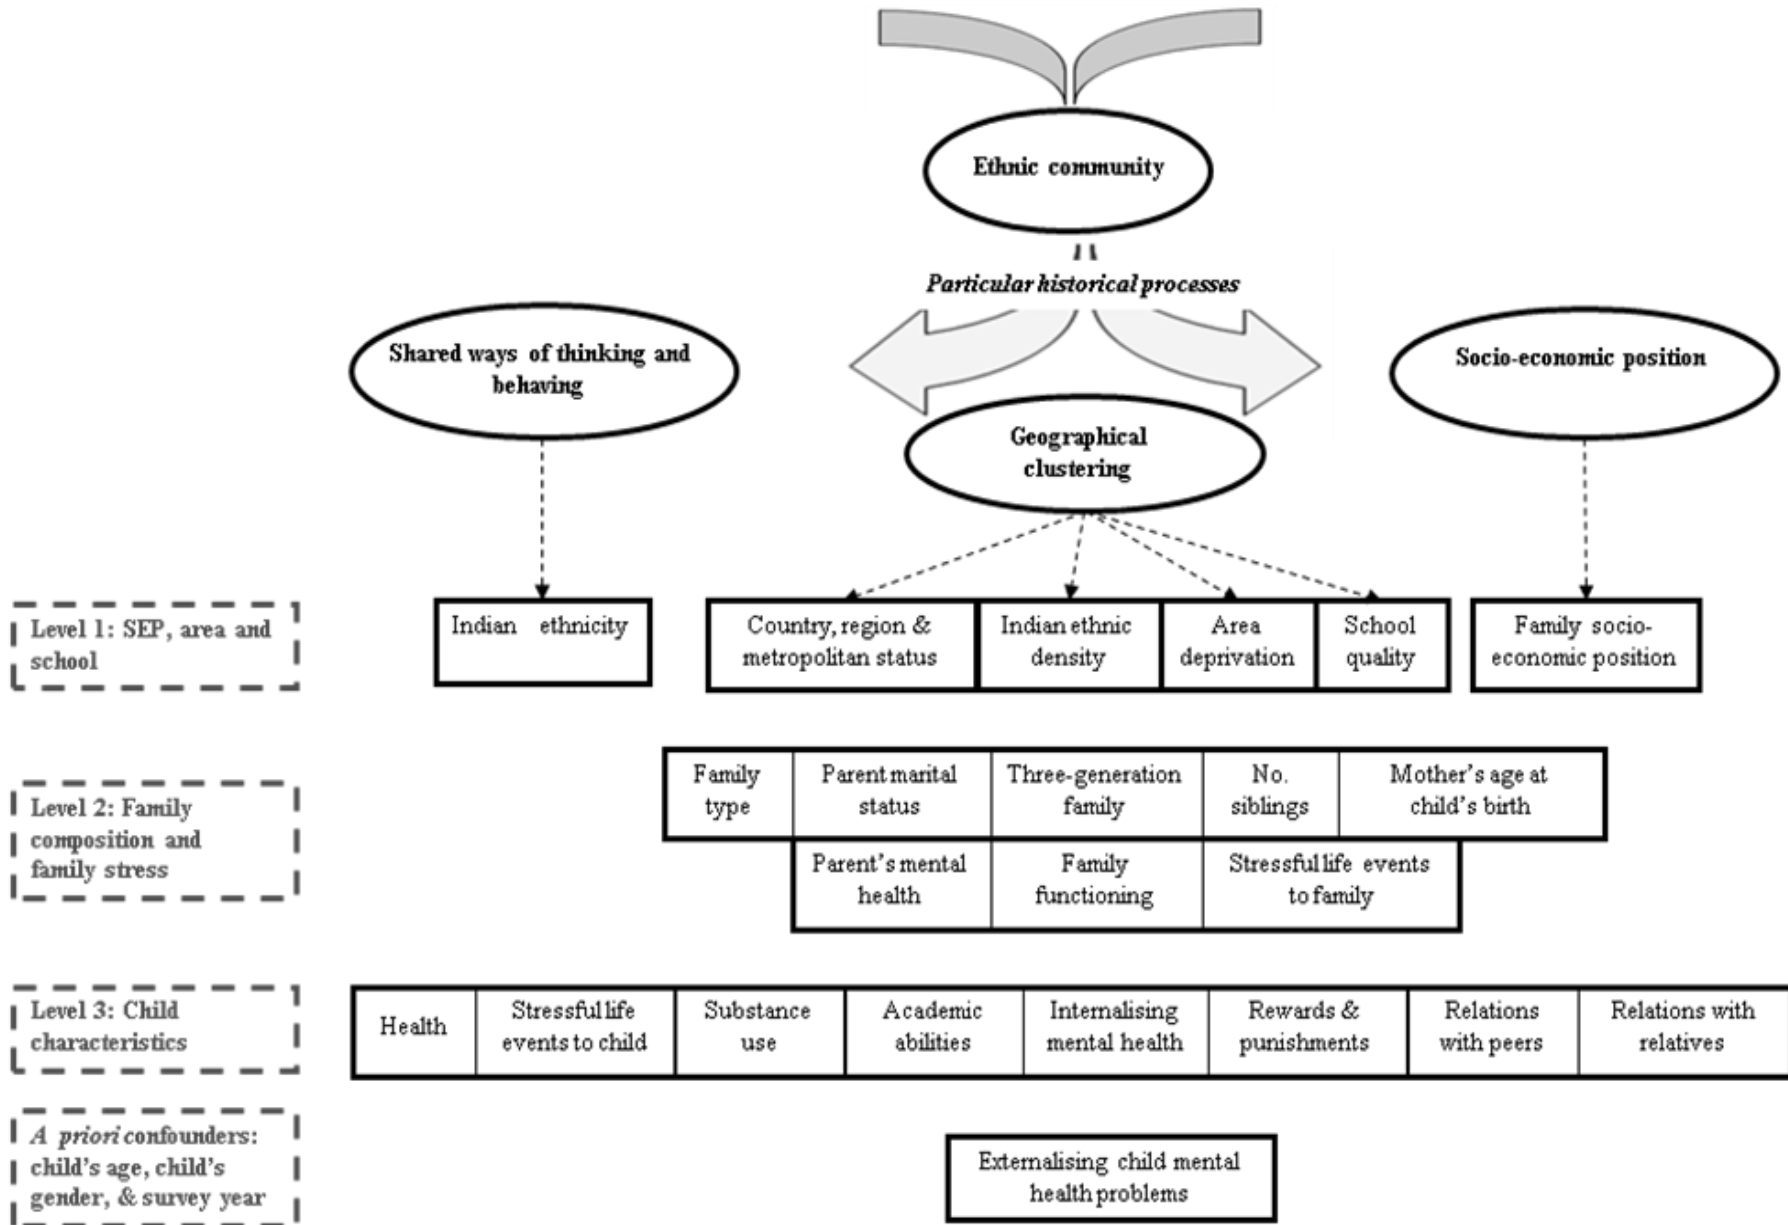 Ethnic community
Particular historical processes
Shared ways of thinking and
behaving
Socio-economic position
Geographical
clustering
Level 1: SEP, area and
school
Indian ethnicity
Country, region &
metropolitan status
Indian ethnic
density
Area
deprivation
School
quality
Family socio-
economic position
Level 2: Family
composition and
family stress
Family
type
Parent marital
status
Three-generation
family
No.
siblings
Mother's age at
child's birth
Parent's mental
health
Family
functioning
Stressful life events
to family
Level 3: Child
characteristics
Health
Stressful life
events to child
Substance
use
Academic
abilities
Internalising
mental health
Rewards &
punishments
Relations
with peers
Relations with
relatives
A priori confounders:
child's age, child's
gender, & survey year
Externalising child mental
health problems